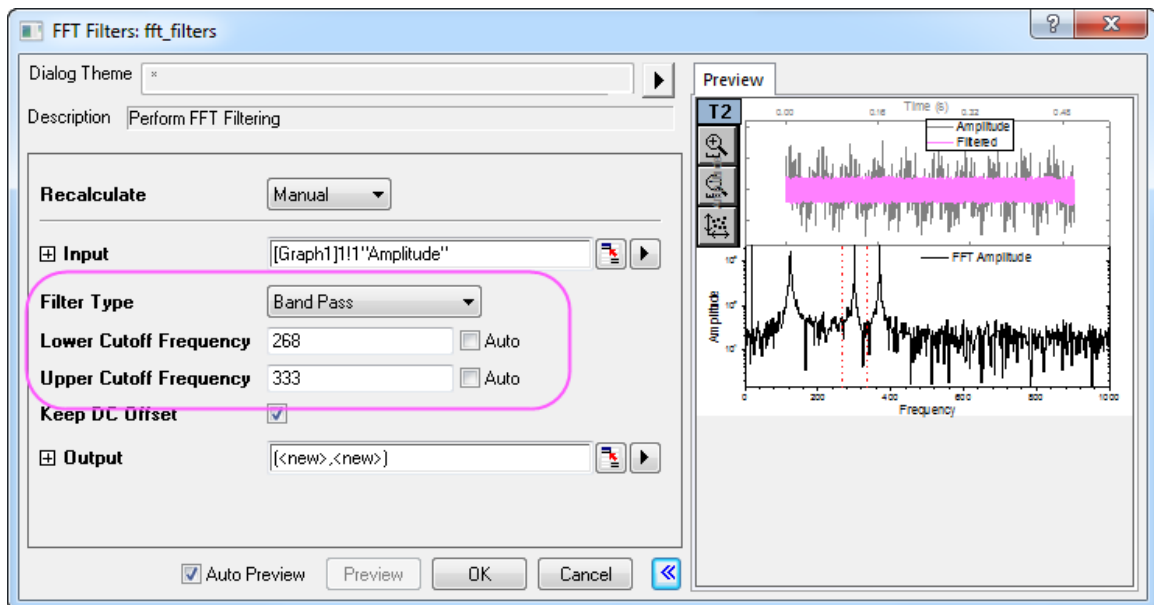 FFT Filters: fft_filters
Dialog Theme *
Description Perform FFT Filtering
Recalculate Manual
Input [Graph1]1!1"Amplitude"
Filter Type Band Pass
Lower Cutoff Frequency 268 Auto
Upper Cutoff Frequency 333 Auto
Keep DC Offset
Output (<new>,<new>)
Auto Preview Preview OK Cancel
Preview
T2
Time (s)
0.00 0.16 0.32 0.48
Amplitude
Filtered
FFT Amplitude
Amplitude
0 200 400 600 800 1000
Frequency